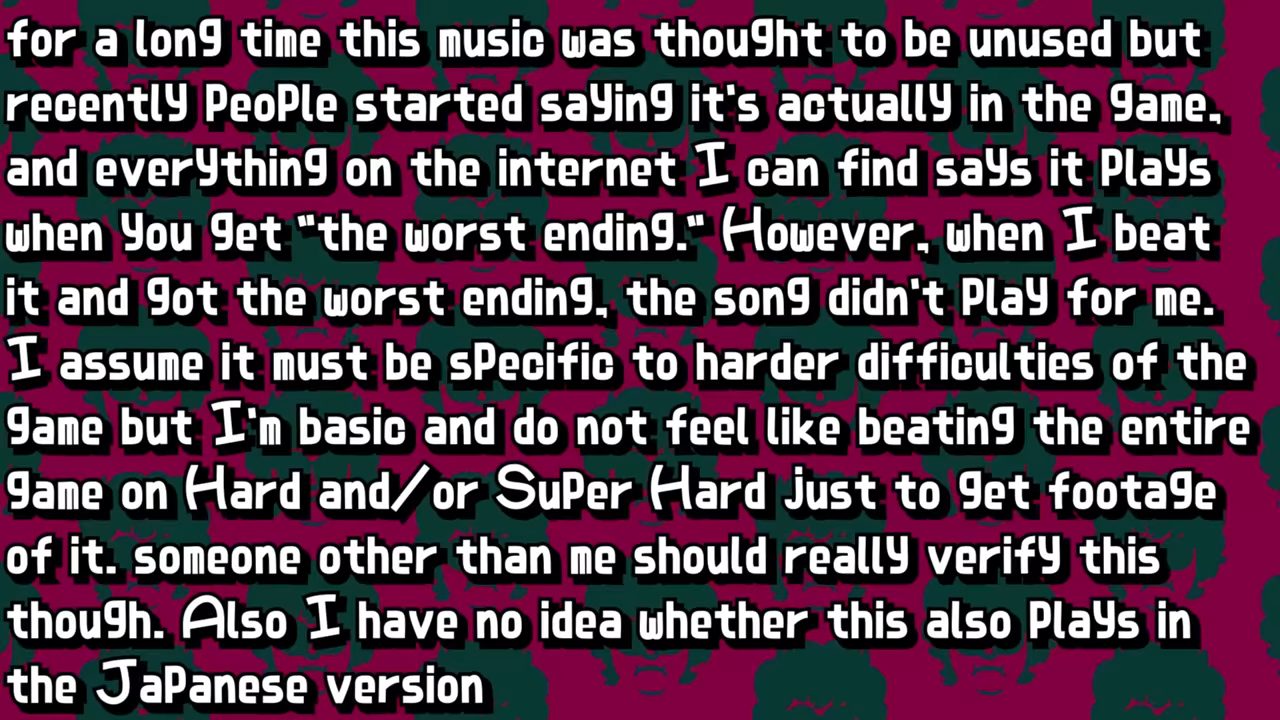 for a long time this music was thought to be unused but
recently people started saying it's actually in the game,
and everything on the internet I can find says it plays
when you get "the worst ending." However, when I beat
it and got the worst ending, the song didn't play for me.
I assume it must be specific to harder difficulties of the
game but I'm basic and do not feel like beating the entire
game on Hard and/or Super Hard just to get footage
of it. someone other than me should really verify this
though. Also I have no idea whether this also plays in
the Japanese version